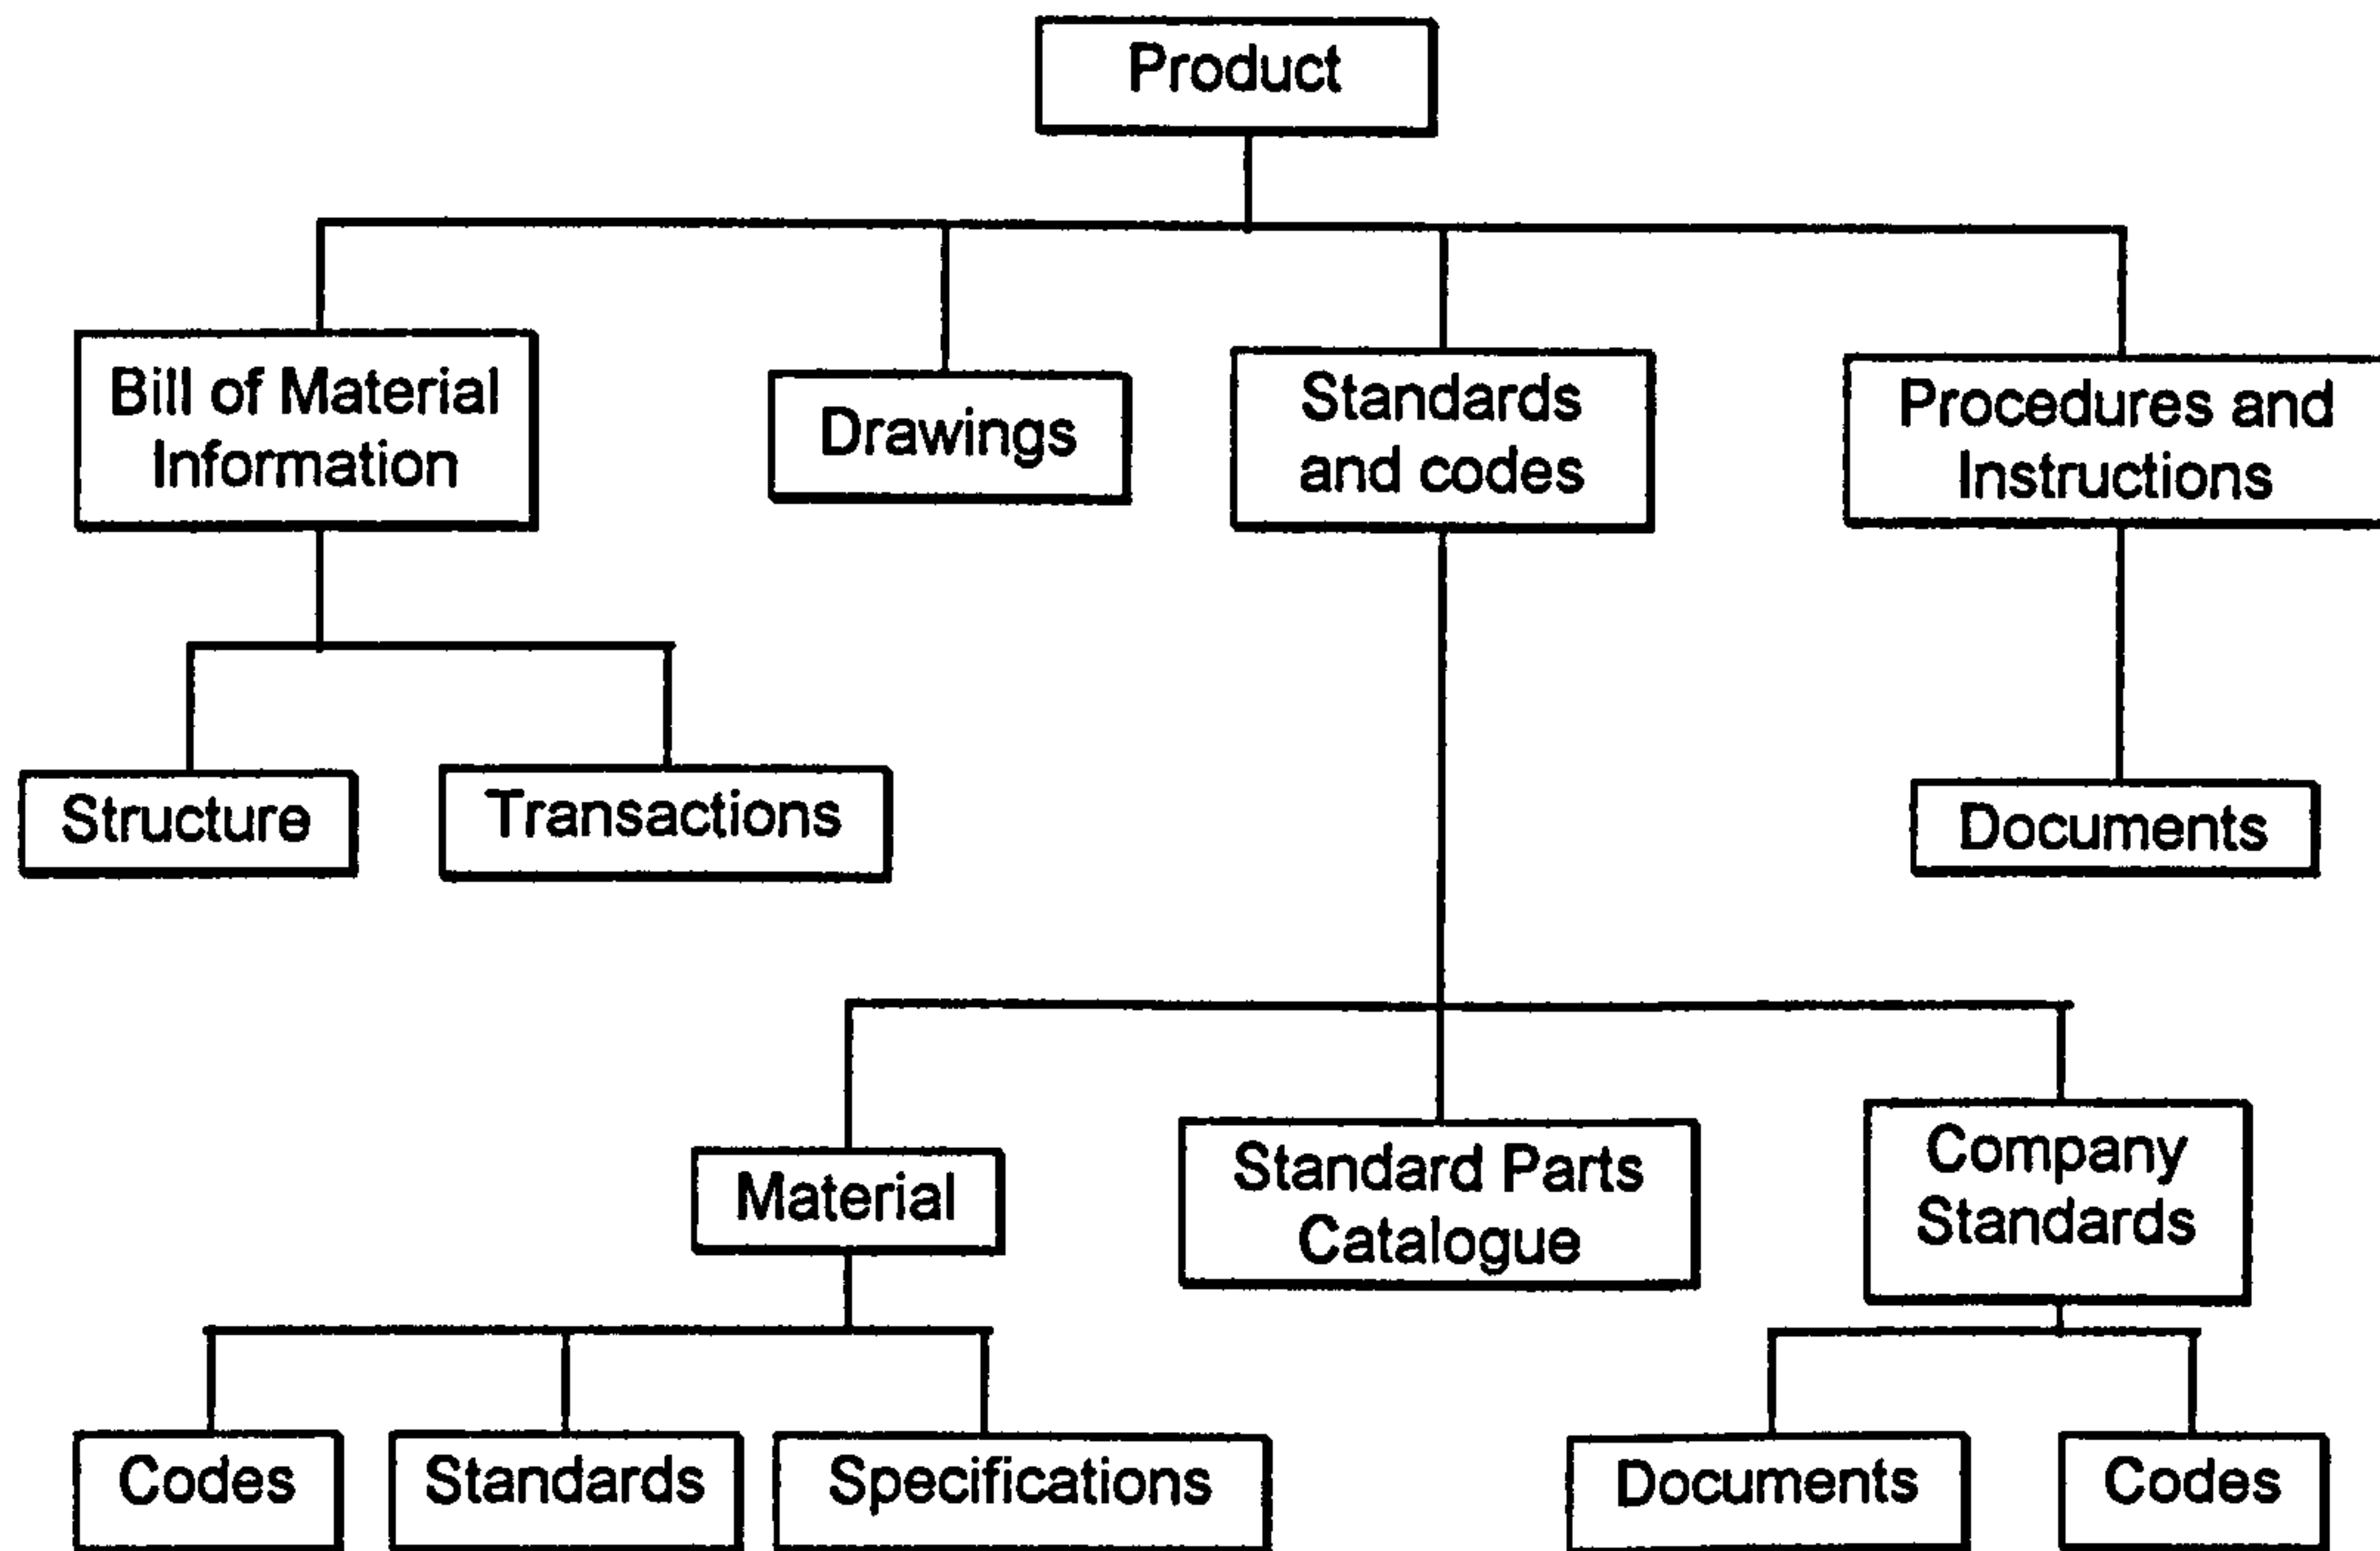 Product
Bill of Material
Information
Drawings
Standards
and codes
Procedures and
Instructions
Structure
Transactions
Documents
Material
Standard Parts
Catalogue
Company
Standards
Codes
Standards
Specifications
Documents
Codes